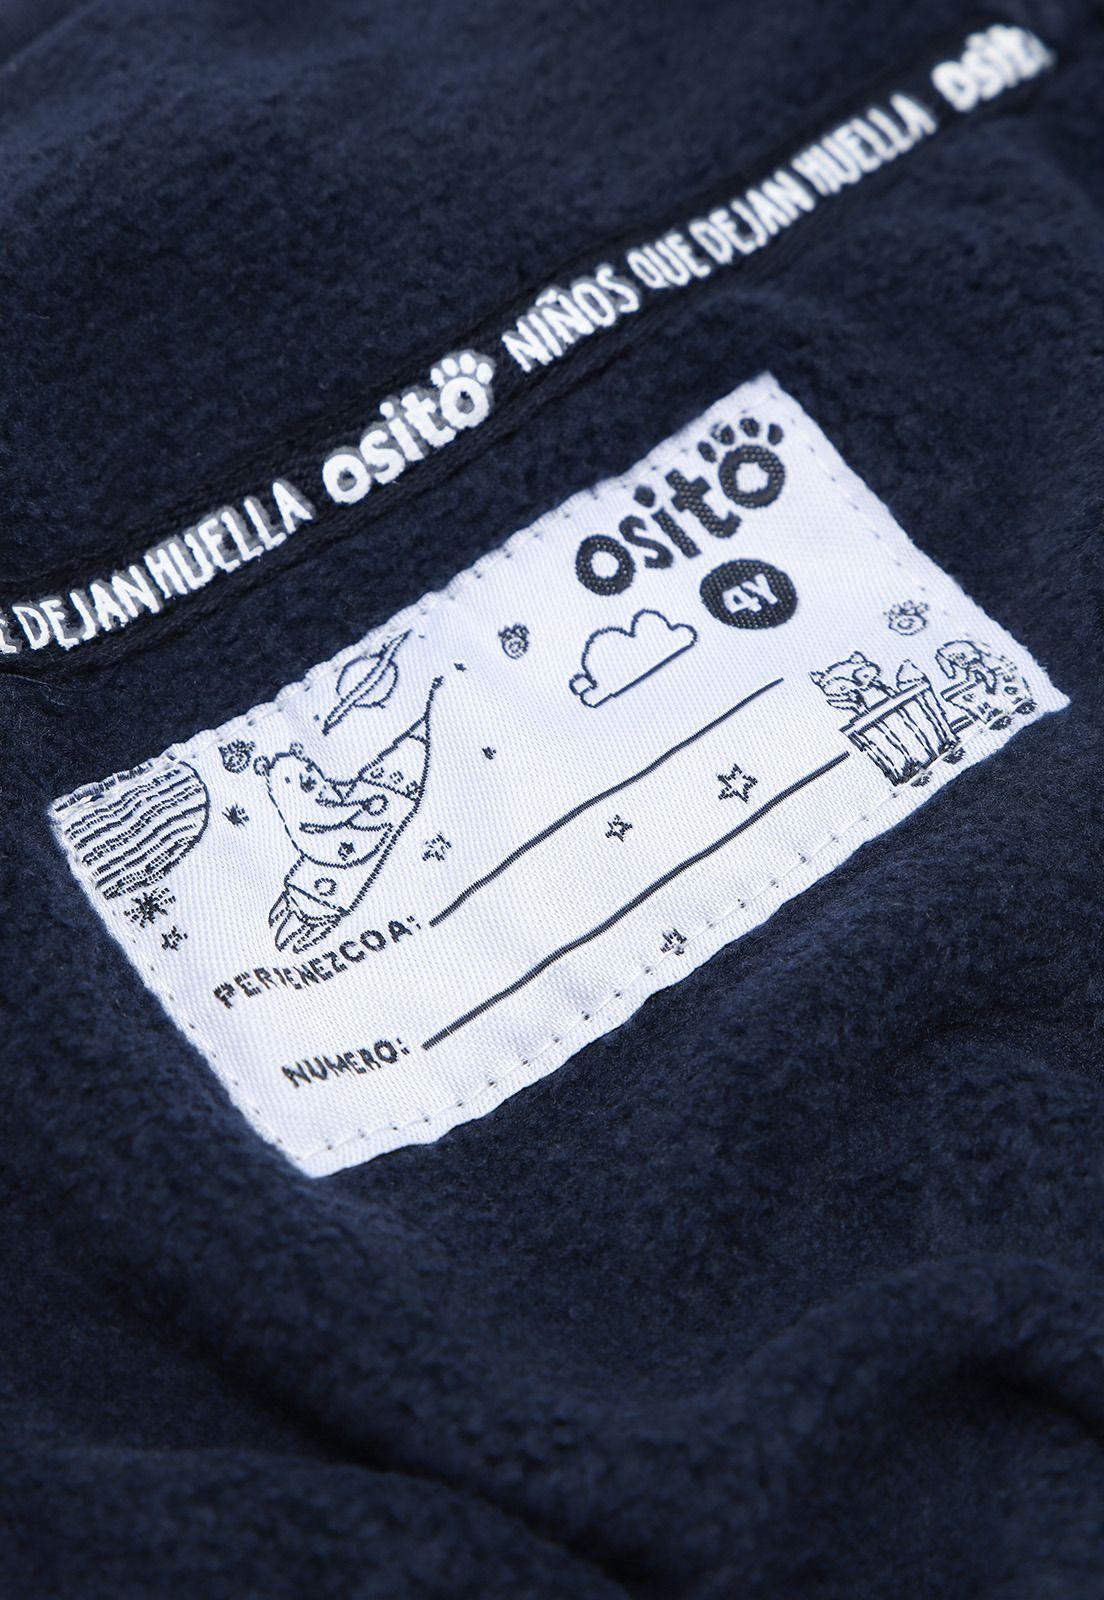 E DEJAN HUELLA osito NIÑOS QUE DEJAN HUELLA osito
osito
4Y
PERTENEZCO A:
NUMERO: